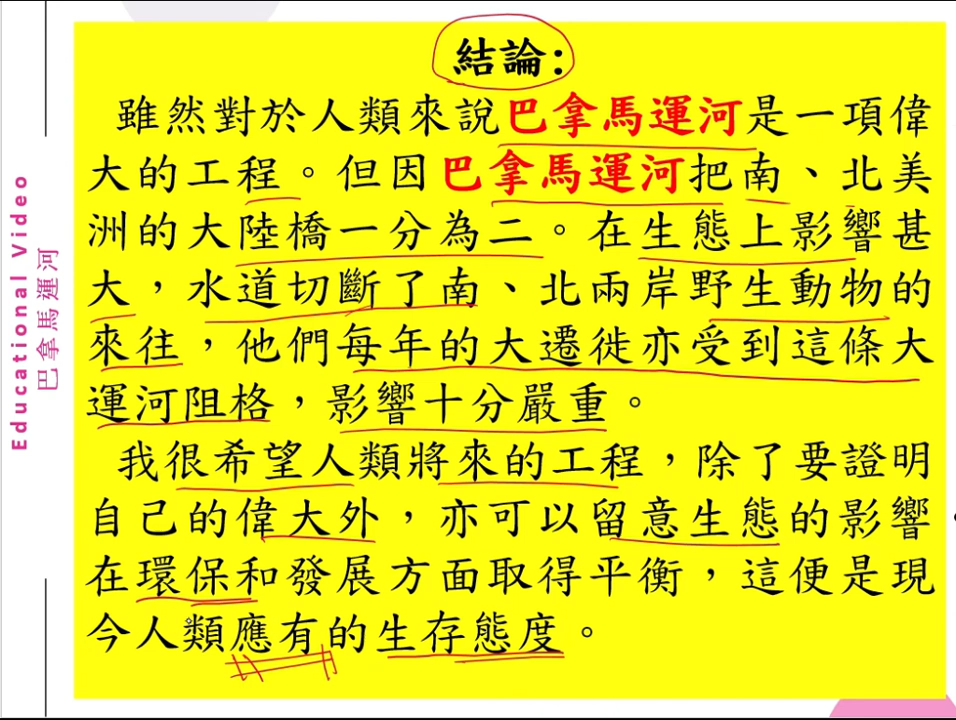 結論:
雖然對於人類來說巴拿馬運河是一項偉
大的工程。但因巴拿馬運河把南、北美
洲的大陸橋一分為二。在生態上影響甚
大，水道切斷了南、北兩岸野生動物的
來往，他們每年的大遷徙亦受到這條大
運河阻格，影響十分嚴重。
我很希望人類將來的工程，除了要證明
自己的偉大外，亦可以留意生態的影響，
在環保和發展方面取得平衡，這便是現
今人類應有的生存態度。
Educational Video
巴拿馬運河